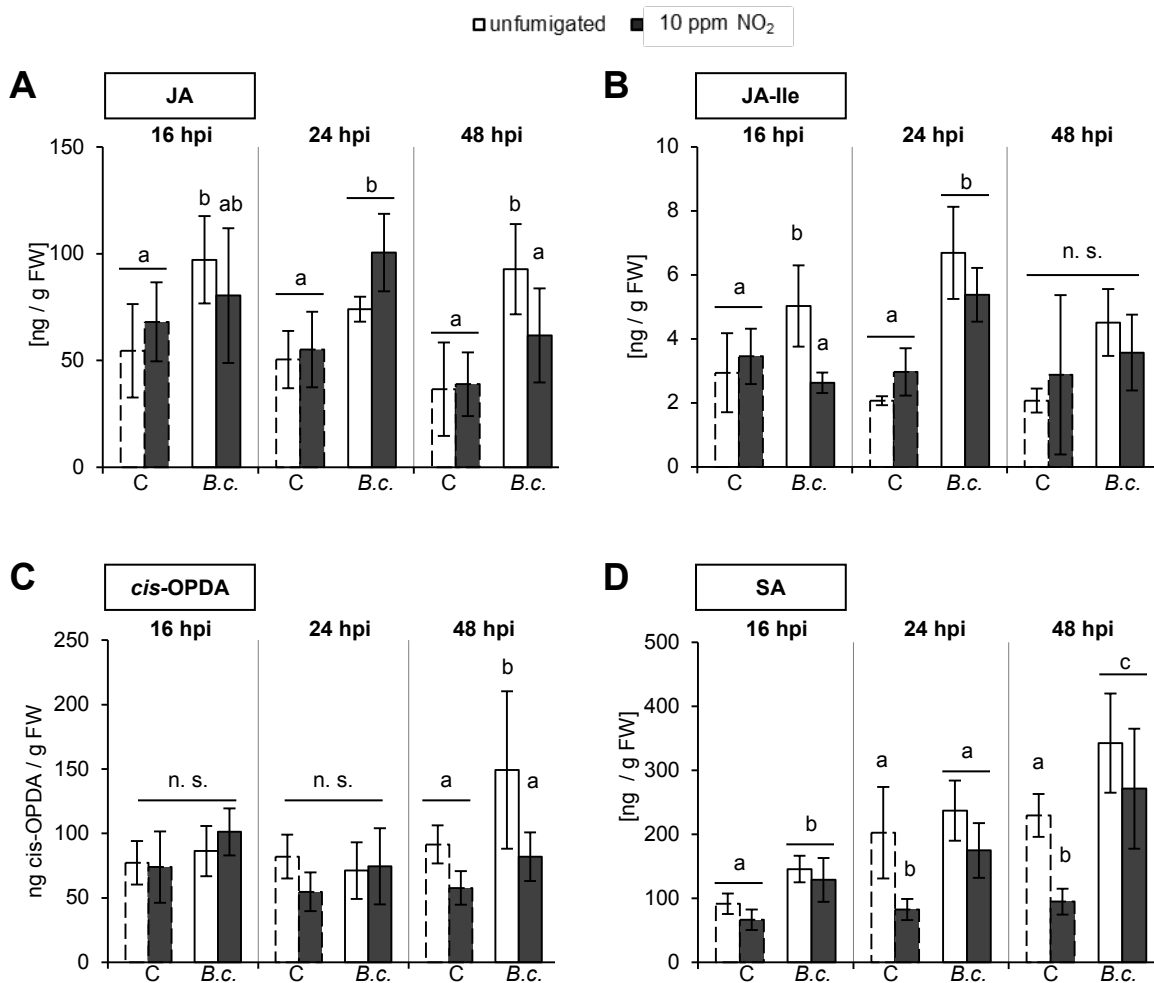 unfumigated 10 ppm NO₂
A JA
16 hpi 24 hpi 48 hpi
[ng / g FW]
150
100
50
0
a b ab a b a b a
C B.c. C B.c. C B.c.
B JA-Ile
16 hpi 24 hpi 48 hpi
[ng / g FW]
10
8
6
4
2
0
a b a a b n. s.
C B.c. C B.c. C B.c.
C cis-OPDA
16 hpi 24 hpi 48 hpi
ng cis-OPDA / g FW
250
200
150
100
50
0
n. s. n. s. a b a
C B.c. C B.c. C B.c.
D SA
16 hpi 24 hpi 48 hpi
[ng / g FW]
500
400
300
200
100
0
a b a b a a b c
C B.c. C B.c. C B.c.